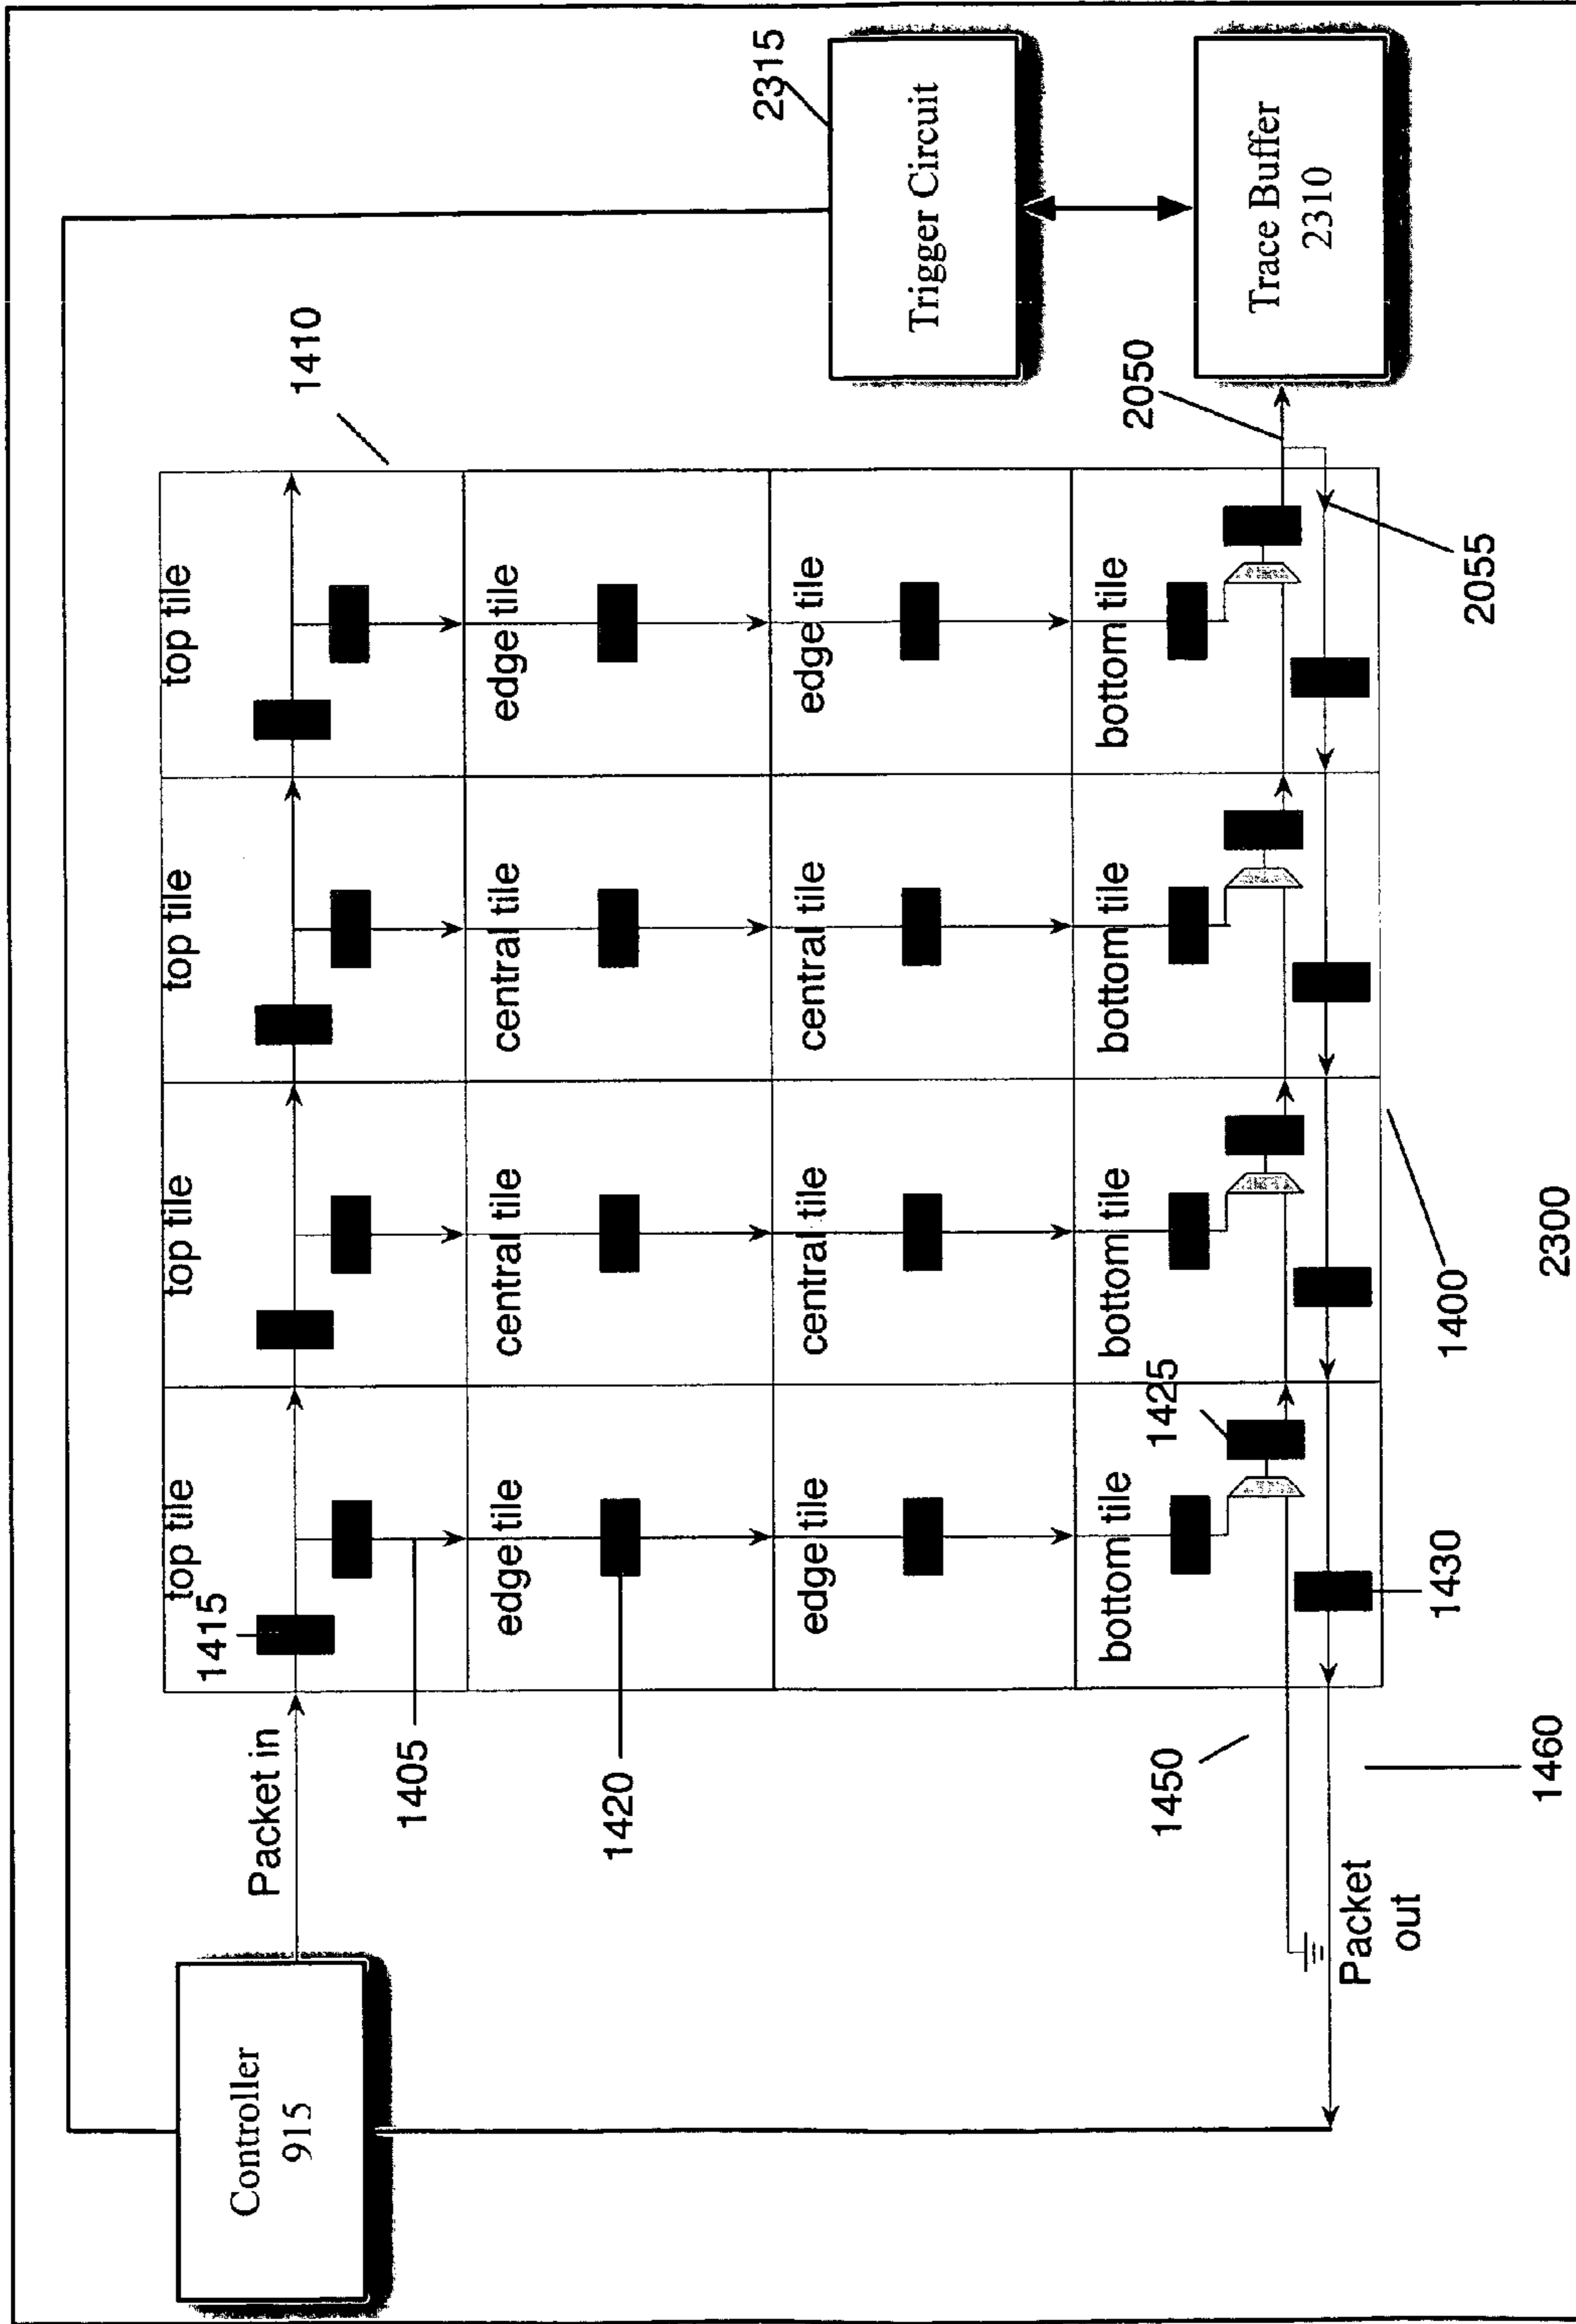 Controller
915
Packet in
1415
top tile
top tile
top tile
top tile
1410
1405
edge tile
central tile
central tile
edge tile
1420
edge tile
central tile
central tile
edge tile
2315
Trigger Circuit
1450
bottom tile
1425
bottom tile
bottom tile
bottom tile
2050
Trace Buffer
2310
Packet
out
1460
1430
1400
2055
2300